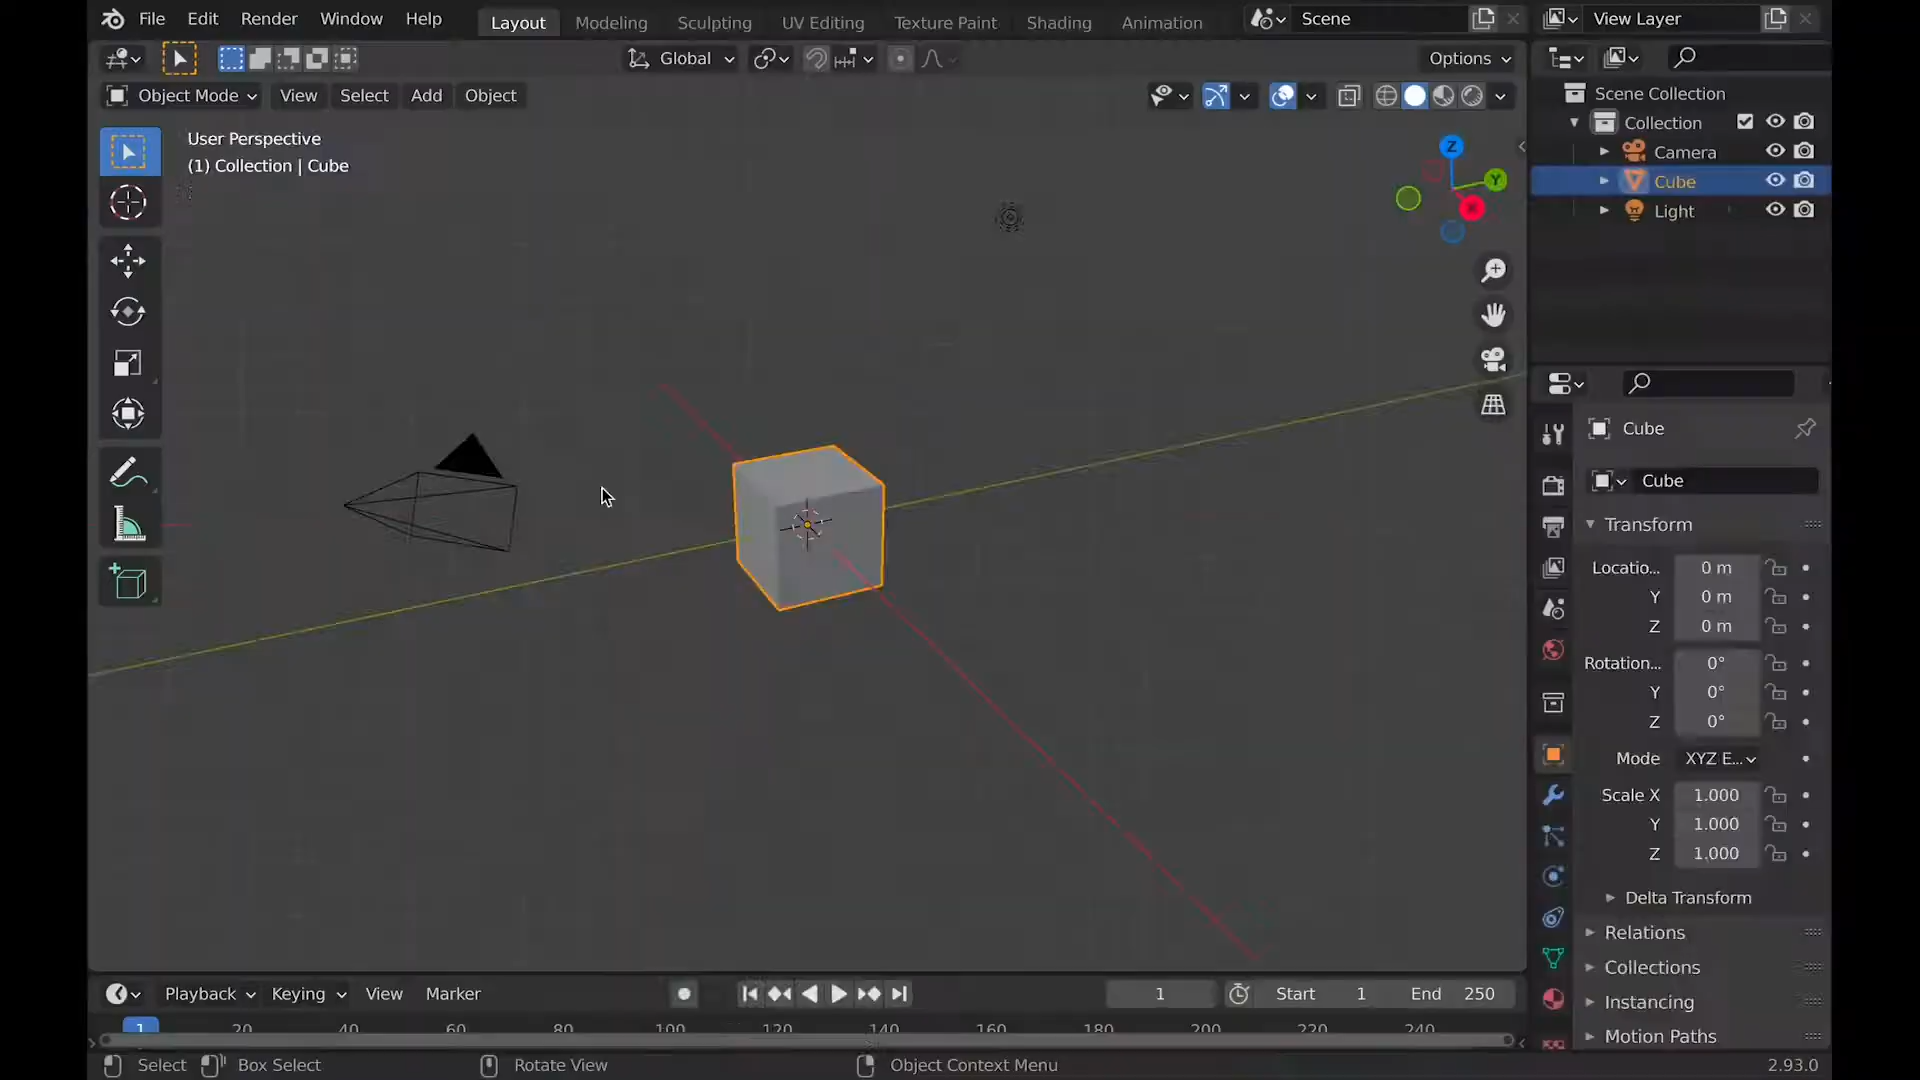 File Edit Render Window Help Layout Modeling Sculpting UV Editing Texture Paint Shading Animation Scene View Layer
Global Options
Object Mode View Select Add Object
User Perspective
(1) Collection | Cube
Z
Y
X
Scene Collection
Collection
Camera
Cube
Light
Cube
Cube
Transform
Locatio... 0 m
Y 0 m
Z 0 m
Rotation... 0°
Y 0°
Z 0°
Mode XYZ E...
Scale X 1.000
Y 1.000
Z 1.000
Delta Transform
Relations
Collections
Instancing
Motion Paths
Playback Keying View Marker 1 Start 1 End 250
1 20 40 60 80 100 120 140 160 180 200 220 240
Select Box Select Rotate View Object Context Menu 2.93.0